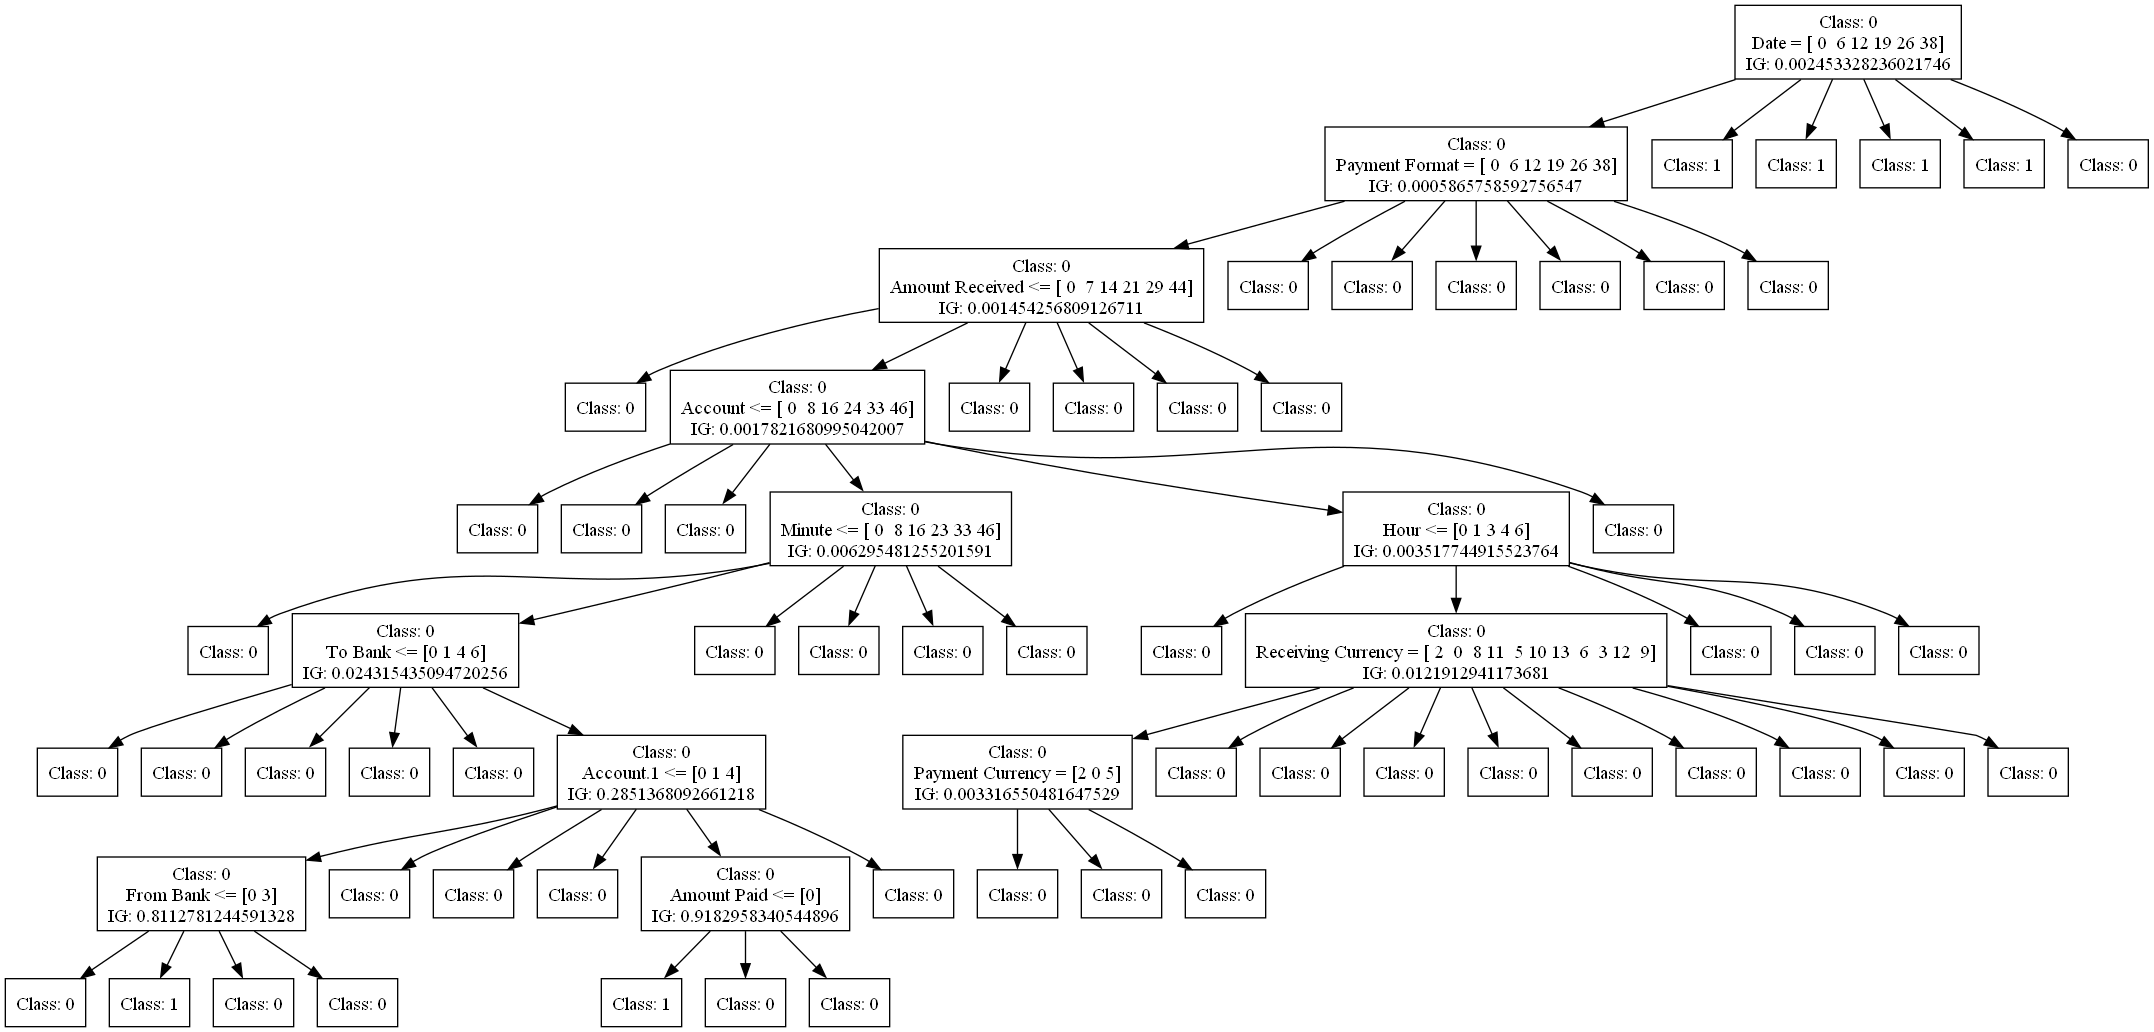 Class: 0
Date = [ 0  6 12 19 26 38]
IG: 0.002453328236021746
Class: 0
Payment Format = [ 0  6 12 19 26 38]
IG: 0.0005865758592756547
Class: 1
Class: 1
Class: 1
Class: 1
Class: 0
Class: 0
Amount Received <= [ 0  7 14 21 29 44]
IG: 0.001454256809126711
Class: 0
Class: 0
Class: 0
Class: 0
Class: 0
Class: 0
Class: 0
Class: 0
Account <= [ 0  8 16 24 33 46]
IG: 0.0017821680995042007
Class: 0
Class: 0
Class: 0
Class: 0
Class: 0
Class: 0
Class: 0
Class: 0
Minute <= [ 0  8 16 23 33 46]
IG: 0.006295481255201591
Class: 0
Hour <= [0 1 3 4 6]
IG: 0.003517744915523764
Class: 0
Class: 0
Class: 0
To Bank <= [0 1 4 6]
IG: 0.024315435094720256
Class: 0
Class: 0
Class: 0
Class: 0
Class: 0
Class: 0
Receiving Currency = [ 2  0  8 11  5 10 13  6  3 12  9]
IG: 0.0121912941173681
Class: 0
Class: 0
Class: 0
Class: 0
Class: 0
Class: 0
Class: 0
Class: 0
Class: 0
Account.1 <= [0 1 4]
IG: 0.2851368092661218
Class: 0
Payment Currency = [2 0 5]
IG: 0.003316550481647529
Class: 0
Class: 0
Class: 0
Class: 0
Class: 0
Class: 0
Class: 0
Class: 0
Class: 0
Class: 0
From Bank <= [0 3]
IG: 0.8112781244591328
Class: 0
Class: 0
Class: 0
Class: 0
Amount Paid <= [0]
IG: 0.9182958340544896
Class: 0
Class: 0
Class: 0
Class: 0
Class: 0
Class: 1
Class: 0
Class: 0
Class: 1
Class: 0
Class: 0